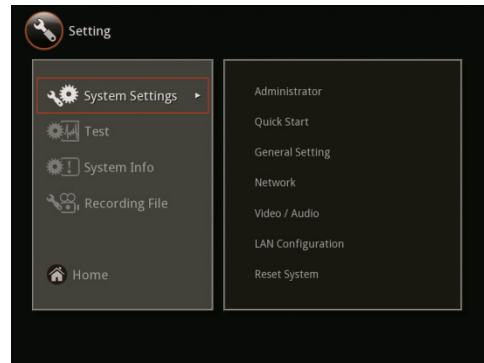 Setting
System Settings
Test
System Info
Recording File
Home
Administrator
Quick Start
General Setting
Network
Video / Audio
LAN Configuration
Reset System